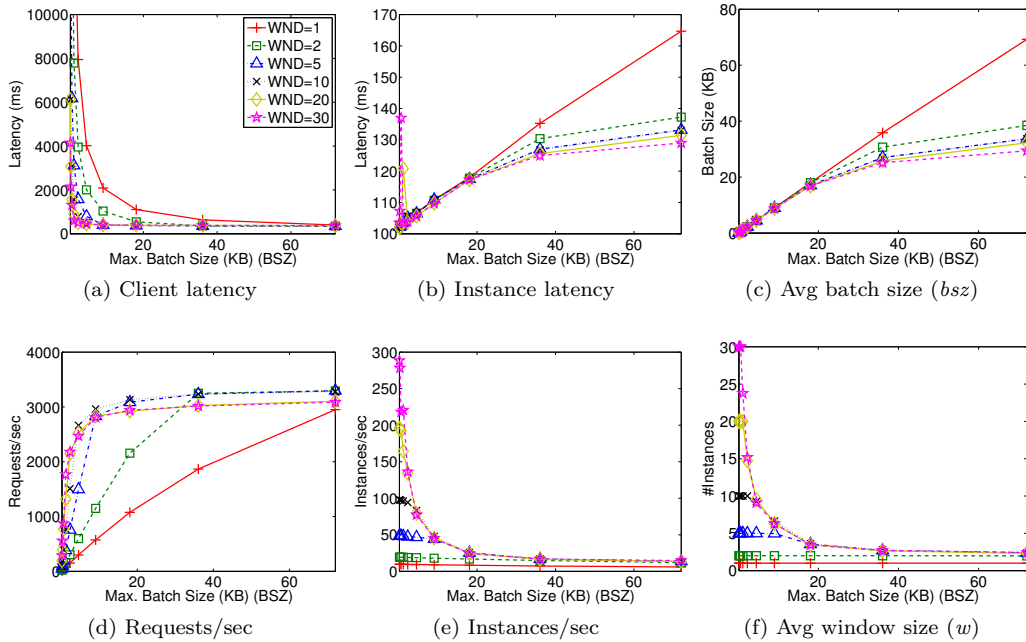 10000
8000
6000
4000
2000
0
Latency (ms)
WND=1
WND=2
WND=5
WND=10
WND=20
WND=30
0 20 40 60
Max. Batch Size (KB) (BSZ)
(a) Client latency
170
160
150
140
130
120
110
100
Latency (ms)
0 20 40 60
Max. Batch Size (KB) (BSZ)
(b) Instance latency
80
60
40
20
0
Batch Size (KB)
0 20 40 60
Max. Batch Size (KB) (BSZ)
(c) Avg batch size (bsz)
4000
3000
2000
1000
0
Requests/sec
0 20 40 60
Max. Batch Size (KB) (BSZ)
(d) Requests/sec
300
250
200
150
100
50
0
Instances/sec
0 20 40 60
Max. Batch Size (KB) (BSZ)
(e) Instances/sec
30
25
20
15
10
5
0
#Instances
0 20 40 60
Max. Batch Size (KB) (BSZ)
(f) Avg window size (w)